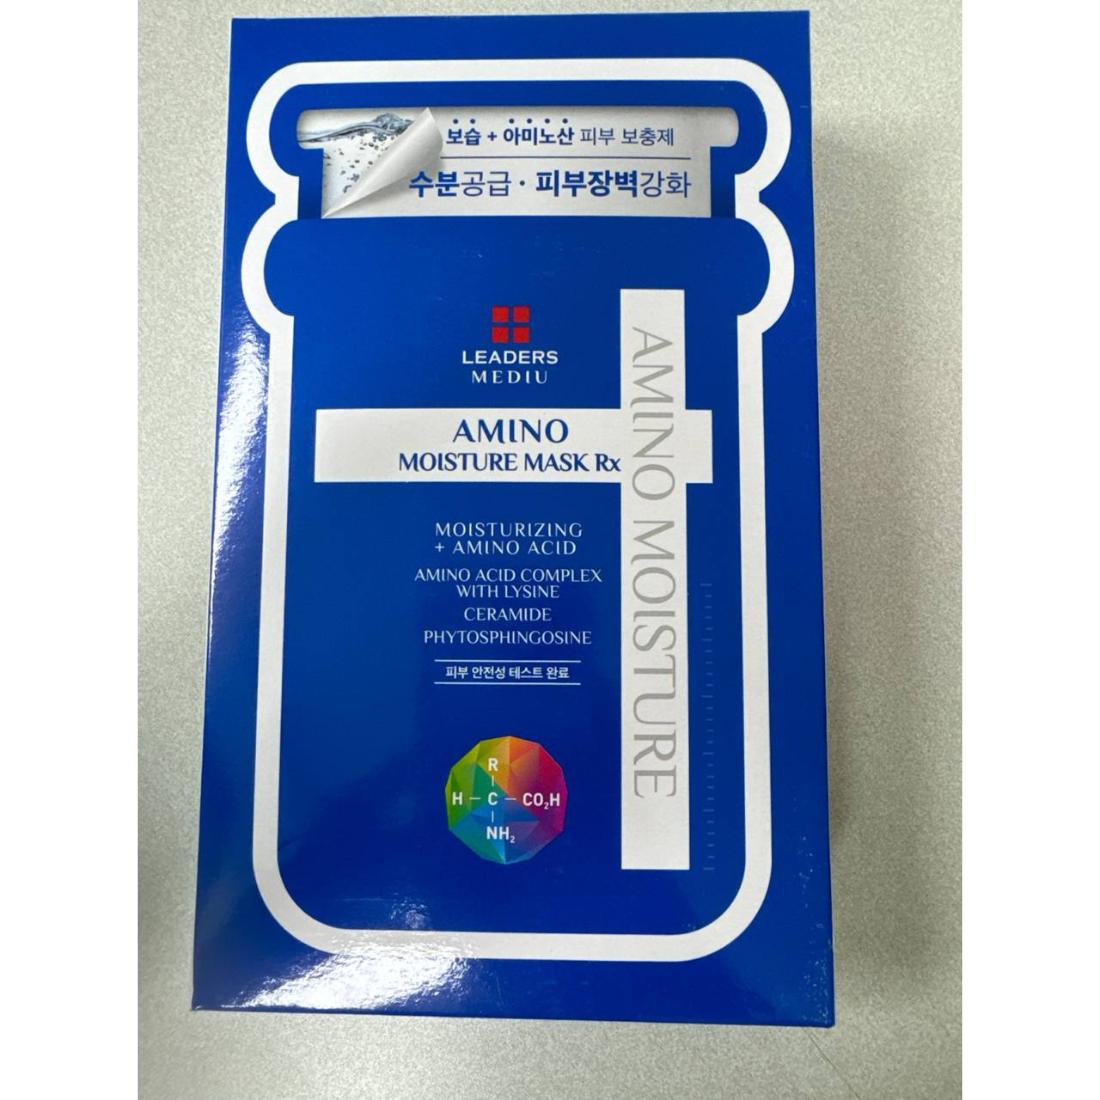 보습 + 아미노산 피부 보충제
수분공급 · 피부장벽강화
LEADERS
MEDIU
AMINO
MOISTURE MASK Rx
AMINO MOISTURE
MOISTURIZING
+ AMINO ACID
AMINO ACID COMPLEX
WITH LYSINE
CERAMIDE
PHYTOSPHINGOSINE
피부 안전성 테스트 완료
R
H — C — CO₂H
NH₂